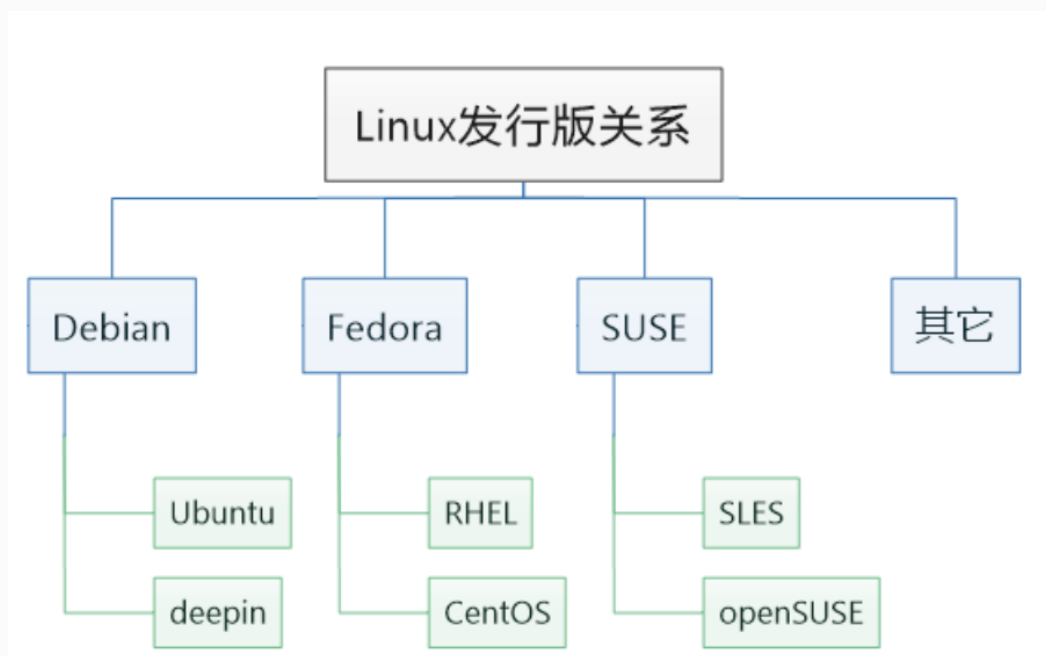 Linux发行版关系
Debian
Fedora
SUSE
其它
Ubuntu
RHEL
SLES
deepin
CentOS
openSUSE